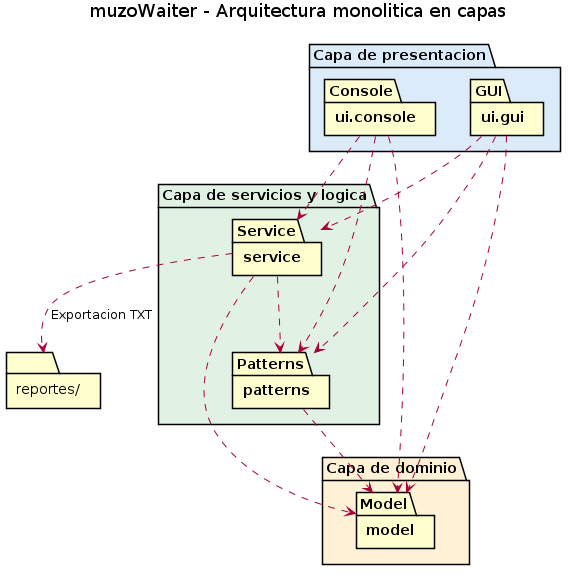 muzoWaiter - Arquitectura monolitica en capas
Capa de presentacion
Console
GUI
ui.console
ui.gui
Capa de servicios y logica
Service
service
Exportacion TXT
reportes/
Patterns
patterns
Capa de dominio
Model
model